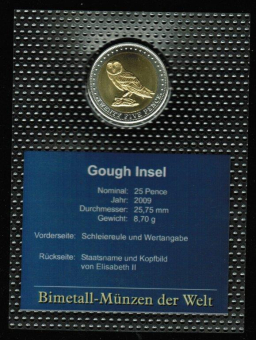 TWENTY FIVE PENCE
Gough Insel
Nominal: 25 Pence
Jahr: 2009
Durchmesser: 25,75 mm
Gewicht: 8,70 g
Vorderseite: Schleiereule und Wertangabe
Rückseite: Staatsname und Kopfbild
von Elisabeth II
Bimetall-Münzen der Welt